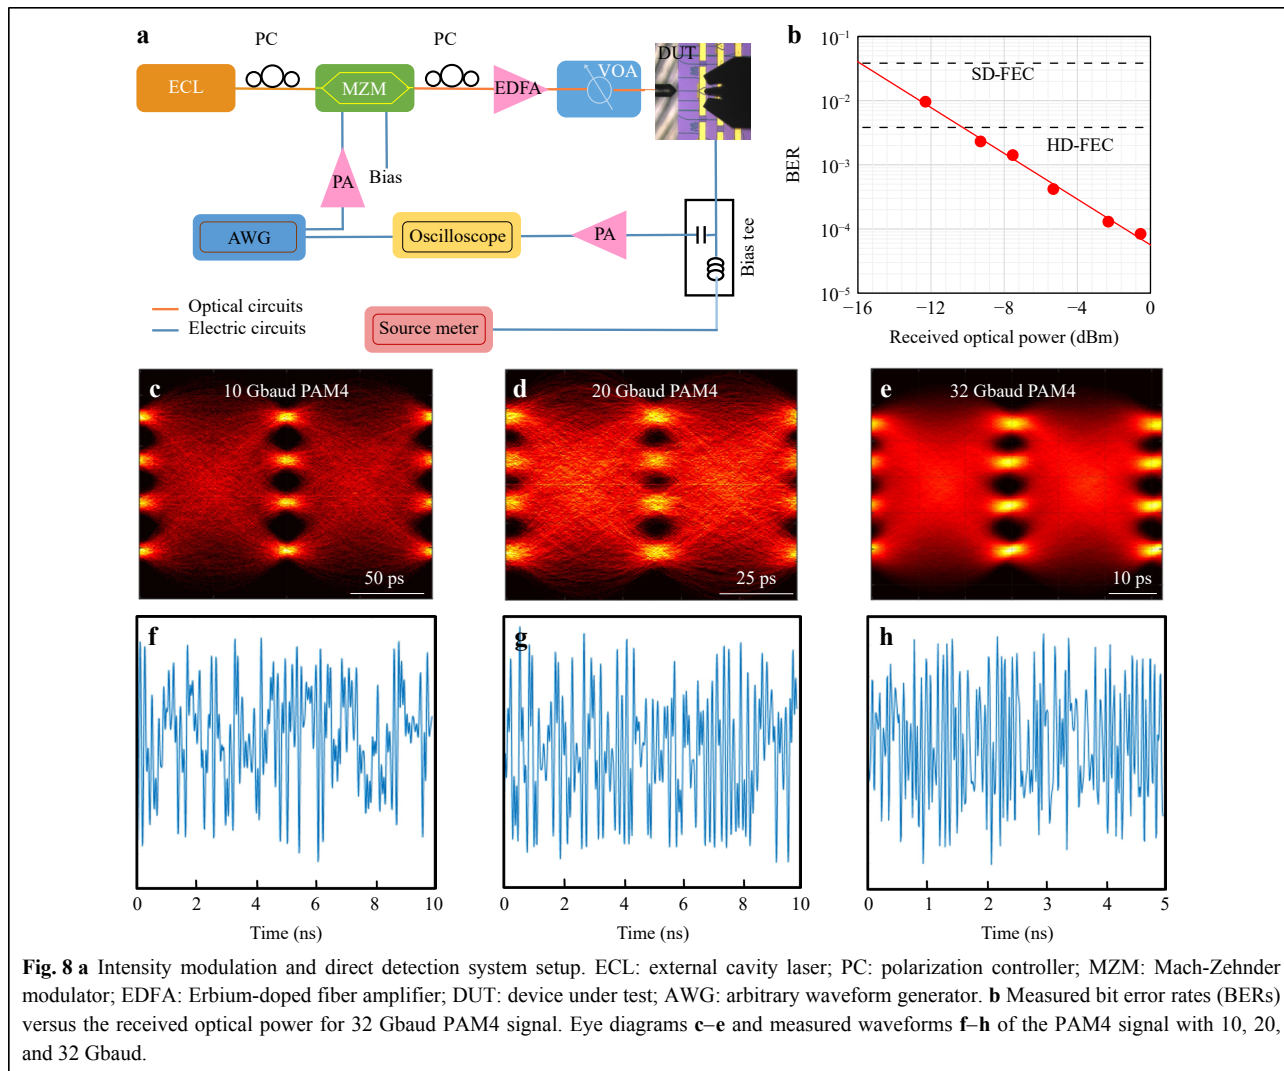 a
PC
PC
ECL
MZM
EDFA
VOA
DUT
PA
Bias
AWG
Oscilloscope
PA
Bias tee
Optical circuits
Electric circuits
Source meter
b
10⁻¹
SD-FEC
10⁻²
HD-FEC
10⁻³
10⁻⁴
10⁻⁵
BER
−16 −12 −8 −4 0
Received optical power (dBm)
c 10 Gbaud PAM4
50 ps
d 20 Gbaud PAM4
25 ps
e 32 Gbaud PAM4
10 ps
f
0 2 4 6 8 10
Time (ns)
g
0 2 4 6 8 10
Time (ns)
h
0 1 2 3 4 5
Time (ns)
Fig. 8 a Intensity modulation and direct detection system setup. ECL: external cavity laser; PC: polarization controller; MZM: Mach-Zehnder
modulator; EDFA: Erbium-doped fiber amplifier; DUT: device under test; AWG: arbitrary waveform generator. b Measured bit error rates (BERs)
versus the received optical power for 32 Gbaud PAM4 signal. Eye diagrams c–e and measured waveforms f–h of the PAM4 signal with 10, 20,
and 32 Gbaud.